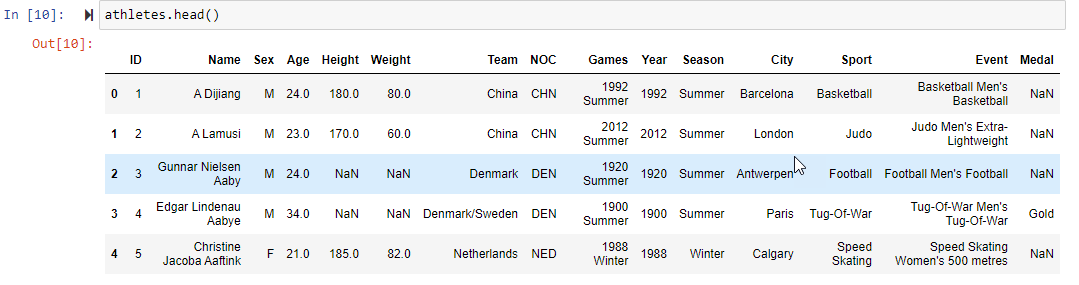 In [10]: athletes.head()
Out[10]:
ID Name Sex Age Height Weight Team NOC Games Year Season City Sport Event Medal
0 1 A Dijiang M 24.0 180.0 80.0 China CHN 1992 Summer 1992 Summer Barcelona Basketball Basketball Men's Basketball NaN
1 2 A Lamusi M 23.0 170.0 60.0 China CHN 2012 Summer 2012 Summer London Judo Judo Men's Extra-Lightweight NaN
2 3 Gunnar Nielsen Aaby M 24.0 NaN NaN Denmark DEN 1920 Summer 1920 Summer Antwerpen Football Football Men's Football NaN
3 4 Edgar Lindenau Aabye M 34.0 NaN NaN Denmark/Sweden DEN 1900 Summer 1900 Summer Paris Tug-Of-War Tug-Of-War Men's Tug-Of-War Gold
4 5 Christine Jacoba Aaftink F 21.0 185.0 82.0 Netherlands NED 1988 Winter 1988 Winter Calgary Speed Skating Speed Skating Women's 500 metres NaN